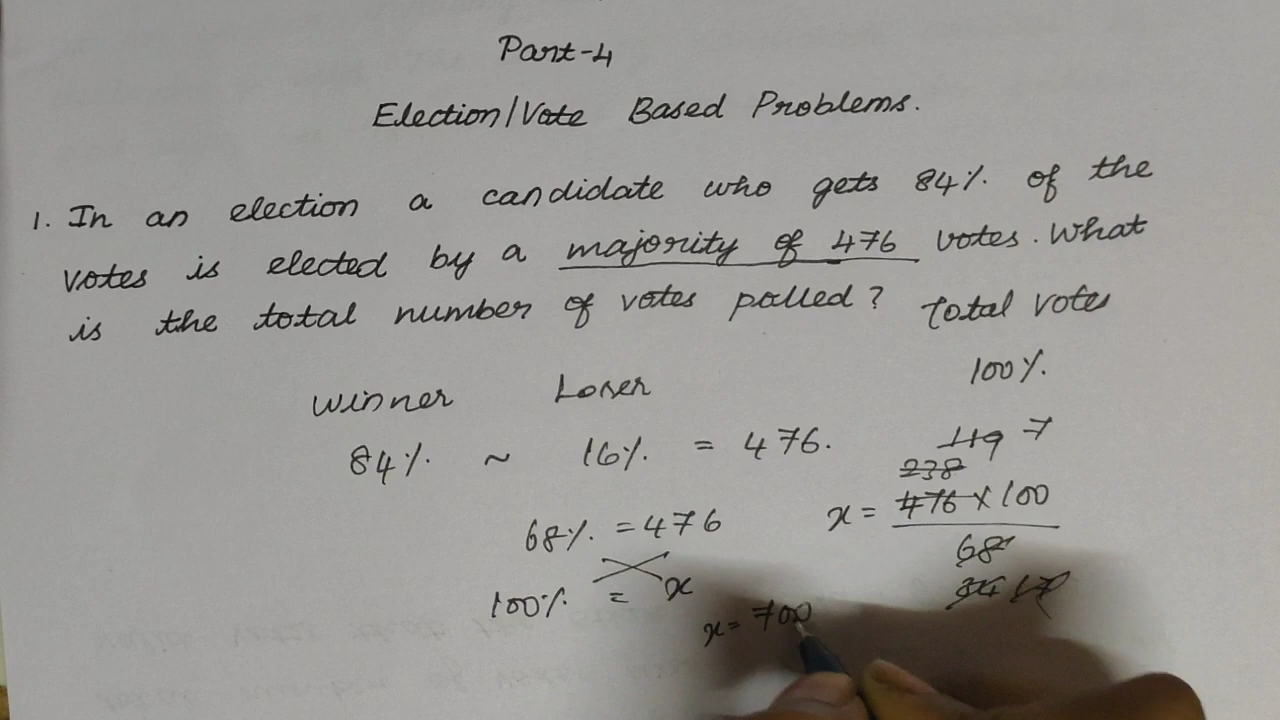 Part-4
Election/Vote Based Problems.
1. In an election a candidate who gets 84% of the
votes is elected by a majority of 476 votes. What
is the total number of votes polled? Total votes
100%
Winner Loser
84% ~ 16% = 476.
119 7
238
x = 476 x 100
68
34 17
68% = 476
100% = x
x = 700